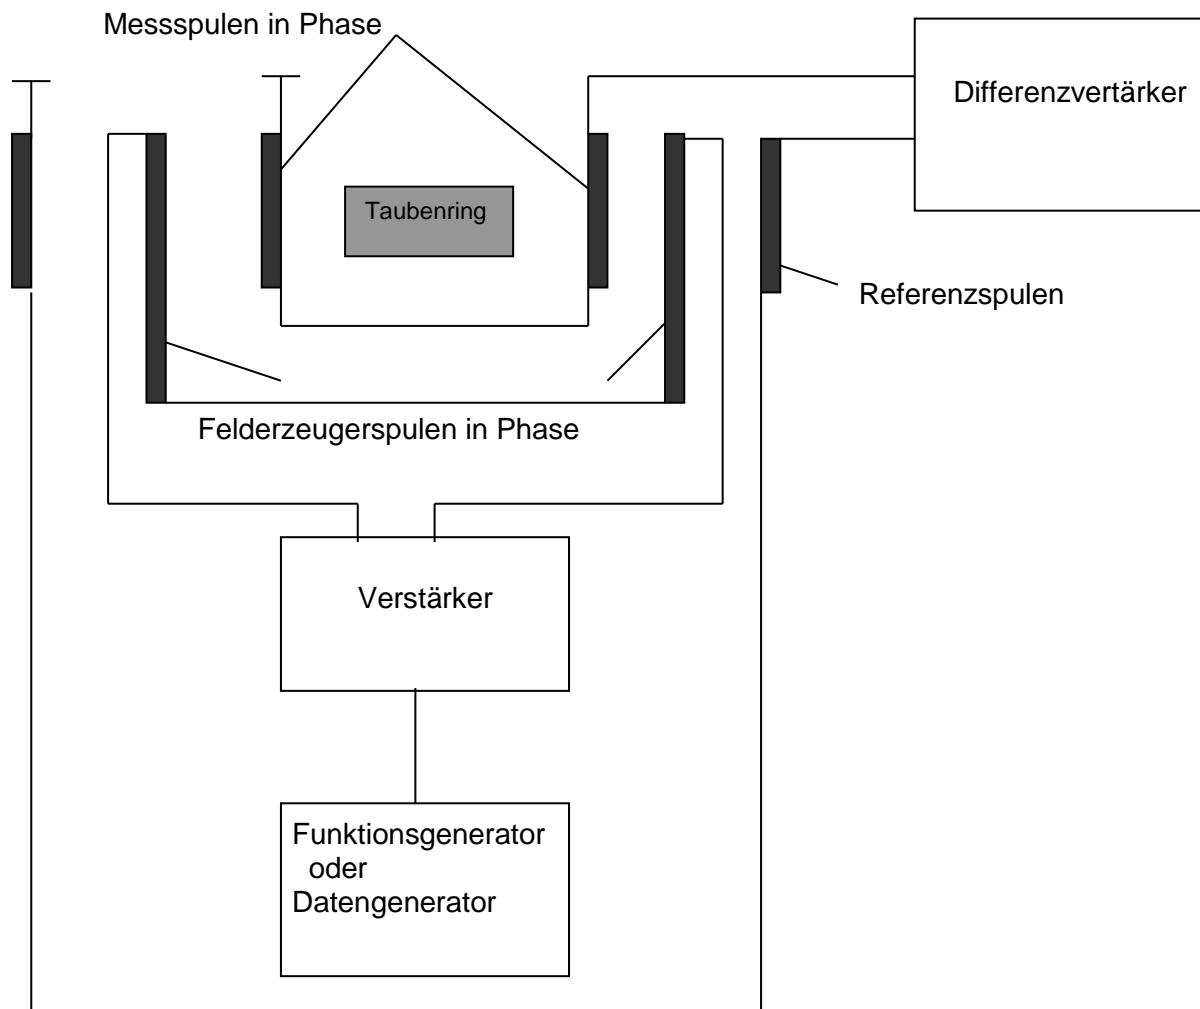 Messspulen in Phase
Differenzvertärker
Taubenring
Referenzspulen
Felderzeugerspulen in Phase
Verstärker
Funktionsgenerator
oder
Datengenerator